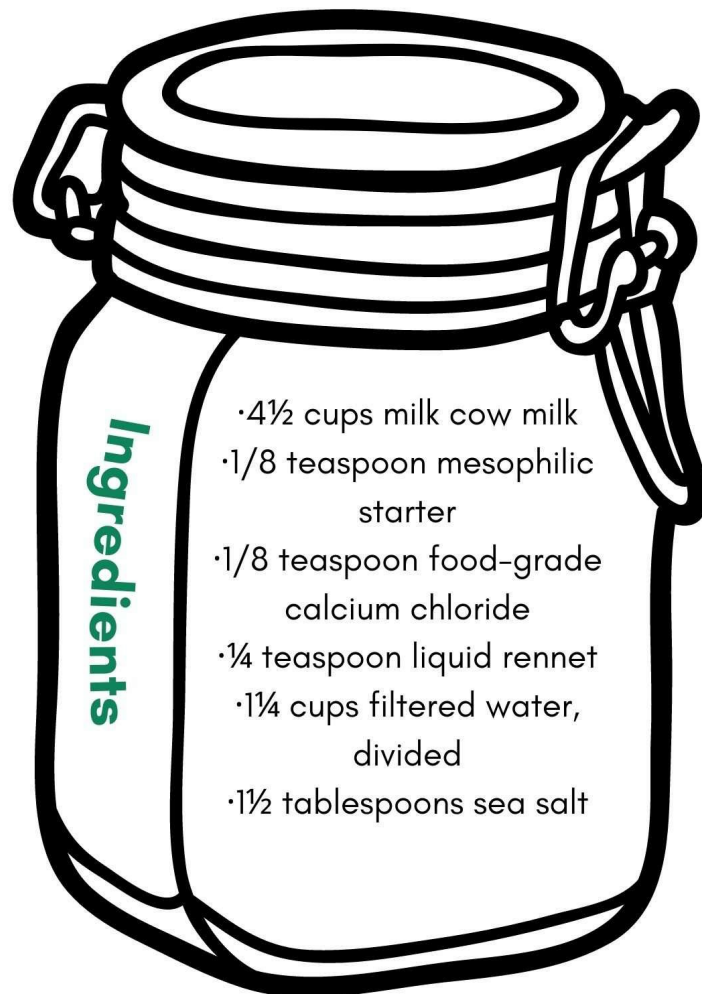 Ingredients
·4½ cups milk cow milk
·1/8 teaspoon mesophilic
starter
·1/8 teaspoon food-grade
calcium chloride
·¼ teaspoon liquid rennet
·1¼ cups filtered water,
divided
·1½ tablespoons sea salt